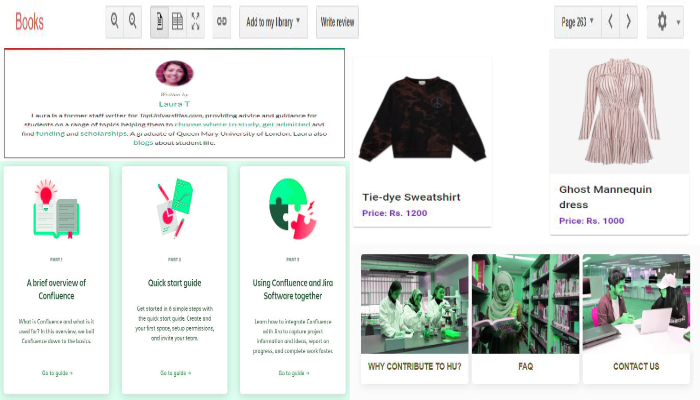 Books
Add to my library
Write review
Page 263
Written by
Laura T
Laura is a former staff writer for TopUniversities.com, providing advice and guidance for
students on a range of topics helping them to choose where to study, get admitted and
find funding and scholarships. A graduate of Queen Mary University of London, Laura also
blogs about student life.
Tie-dye Sweatshirt
Price: Rs. 1200
Ghost Mannequin
dress
Price: Rs. 1000
PART 1
A brief overview of
Confluence
What is Confluence and what is it
used for? In this overview, we boil
Confluence down to the basics.
Go to guide →
PART 2
Quick start guide
Get started in 6 simple steps with
the quick start guide. Create and
your first space, setup permissions,
and invite your team.
Go to guide →
Using Confluence and Jira
Software together
Learn how to integrate Confluence
with Jira to capture project
information and ideas, report on
progress, and complete work faster.
Go to guide →
WHY CONTRIBUTE TO HU?
FAQ
CONTACT US